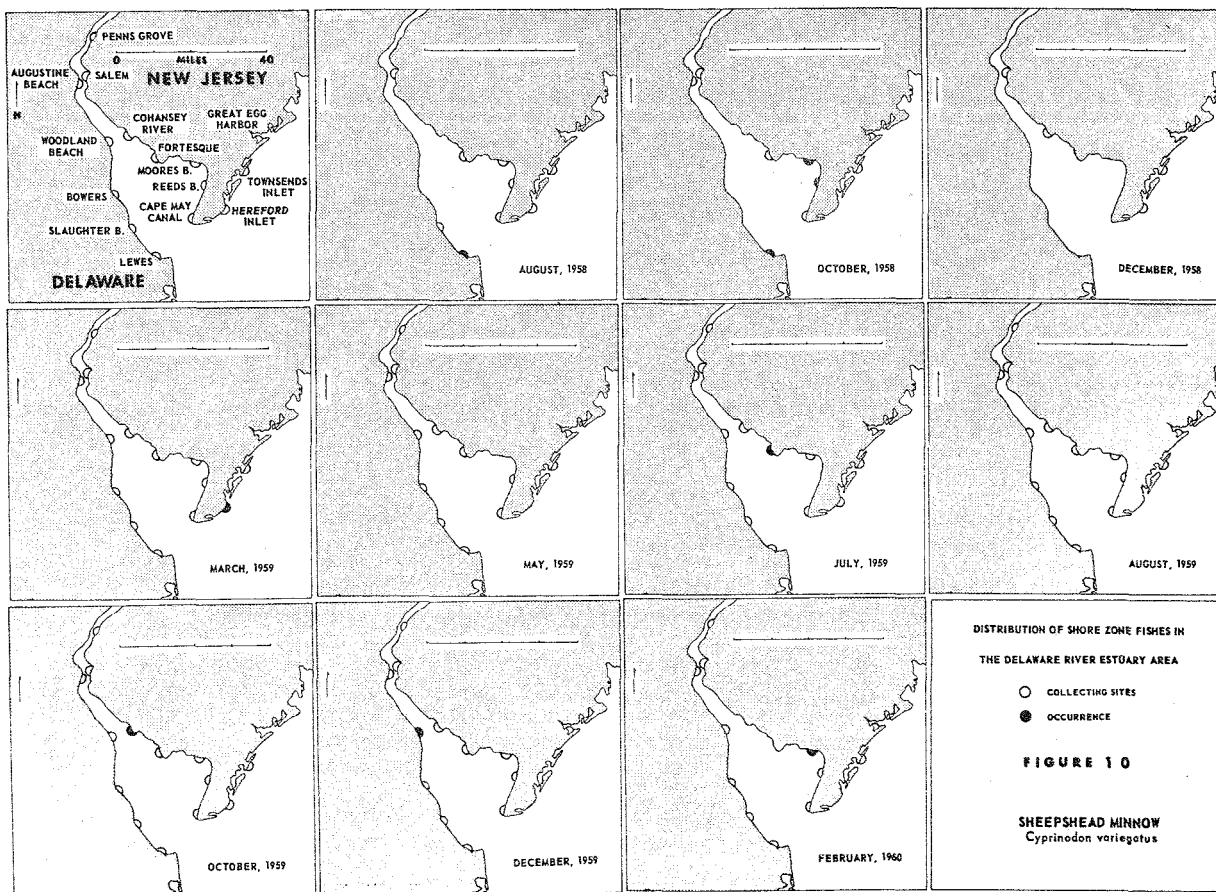 PENNS GROVE
0 MILES 40
AUGUSTINE
BEACH
SALEM
NEW JERSEY
N
COHANSEY
RIVER
GREAT EGG
HARBOR
WOODLAND
BEACH
FORTESQUE
MOORES B.
REEDS B.
TOWNSENDS
INLET
BOWERS
CAPE MAY
CANAL
HEREFORD
INLET
SLAUGHTER B.
LEWES
DELAWARE
AUGUST, 1958
OCTOBER, 1958
DECEMBER, 1958
MARCH, 1959
MAY, 1959
JULY, 1959
AUGUST, 1959
OCTOBER, 1959
DECEMBER, 1959
FEBRUARY, 1960
DISTRIBUTION OF SHORE ZONE FISHES IN
THE DELAWARE RIVER ESTUARY AREA
COLLECTING SITES
OCCURRENCE
FIGURE 10
SHEEPSHEAD MINNOW
Cyprinodon variegatus